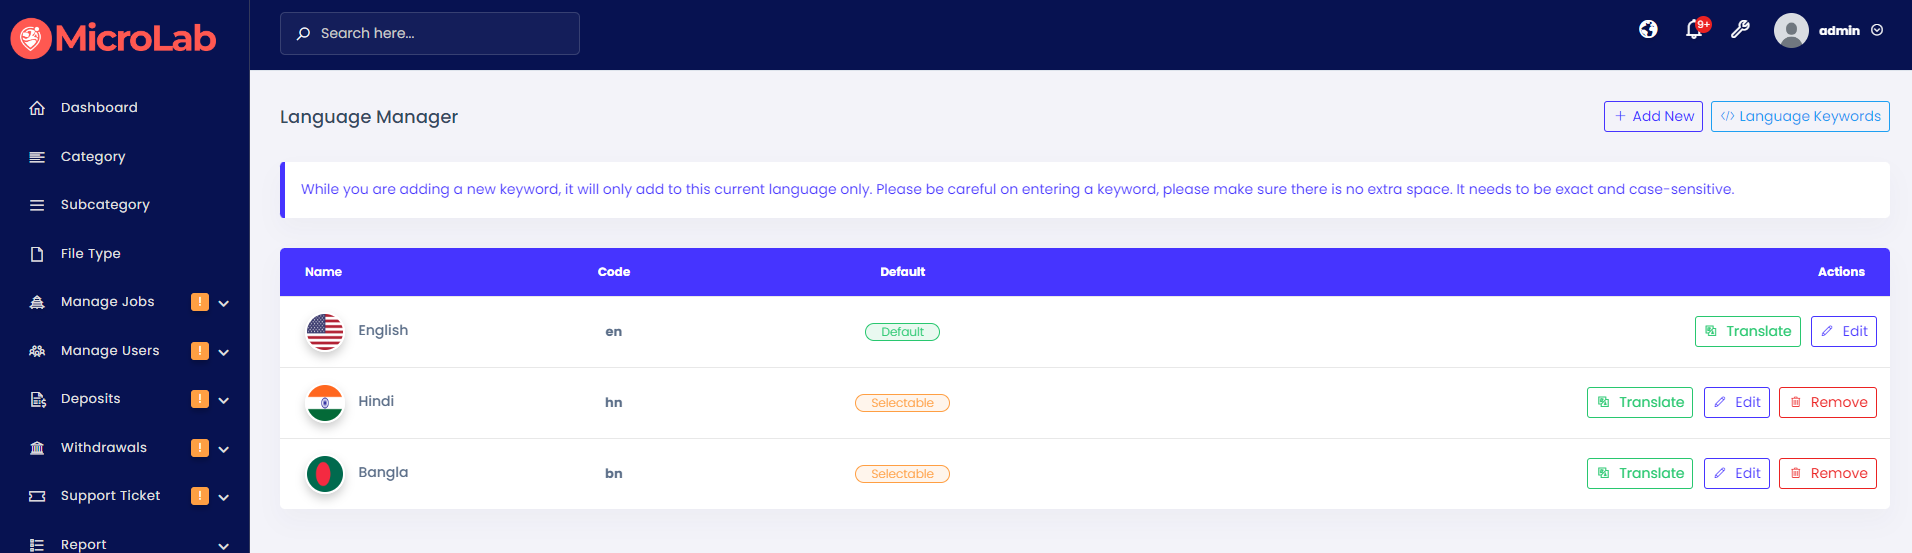 MicroLab
Search here...
9+
admin
Dashboard
Category
Subcategory
File Type
Manage Jobs !
Manage Users !
Deposits !
Withdrawals !
Support Ticket !
Report
Language Manager
+ Add New
</> Language Keywords
While you are adding a new keyword, it will only add to this current language only. Please be careful on entering a keyword, please make sure there is no extra space. It needs to be exact and case-sensitive.
Name Code Default Actions
English en Default Translate Edit
Hindi hn Selectable Translate Edit Remove
Bangla bn Selectable Translate Edit Remove